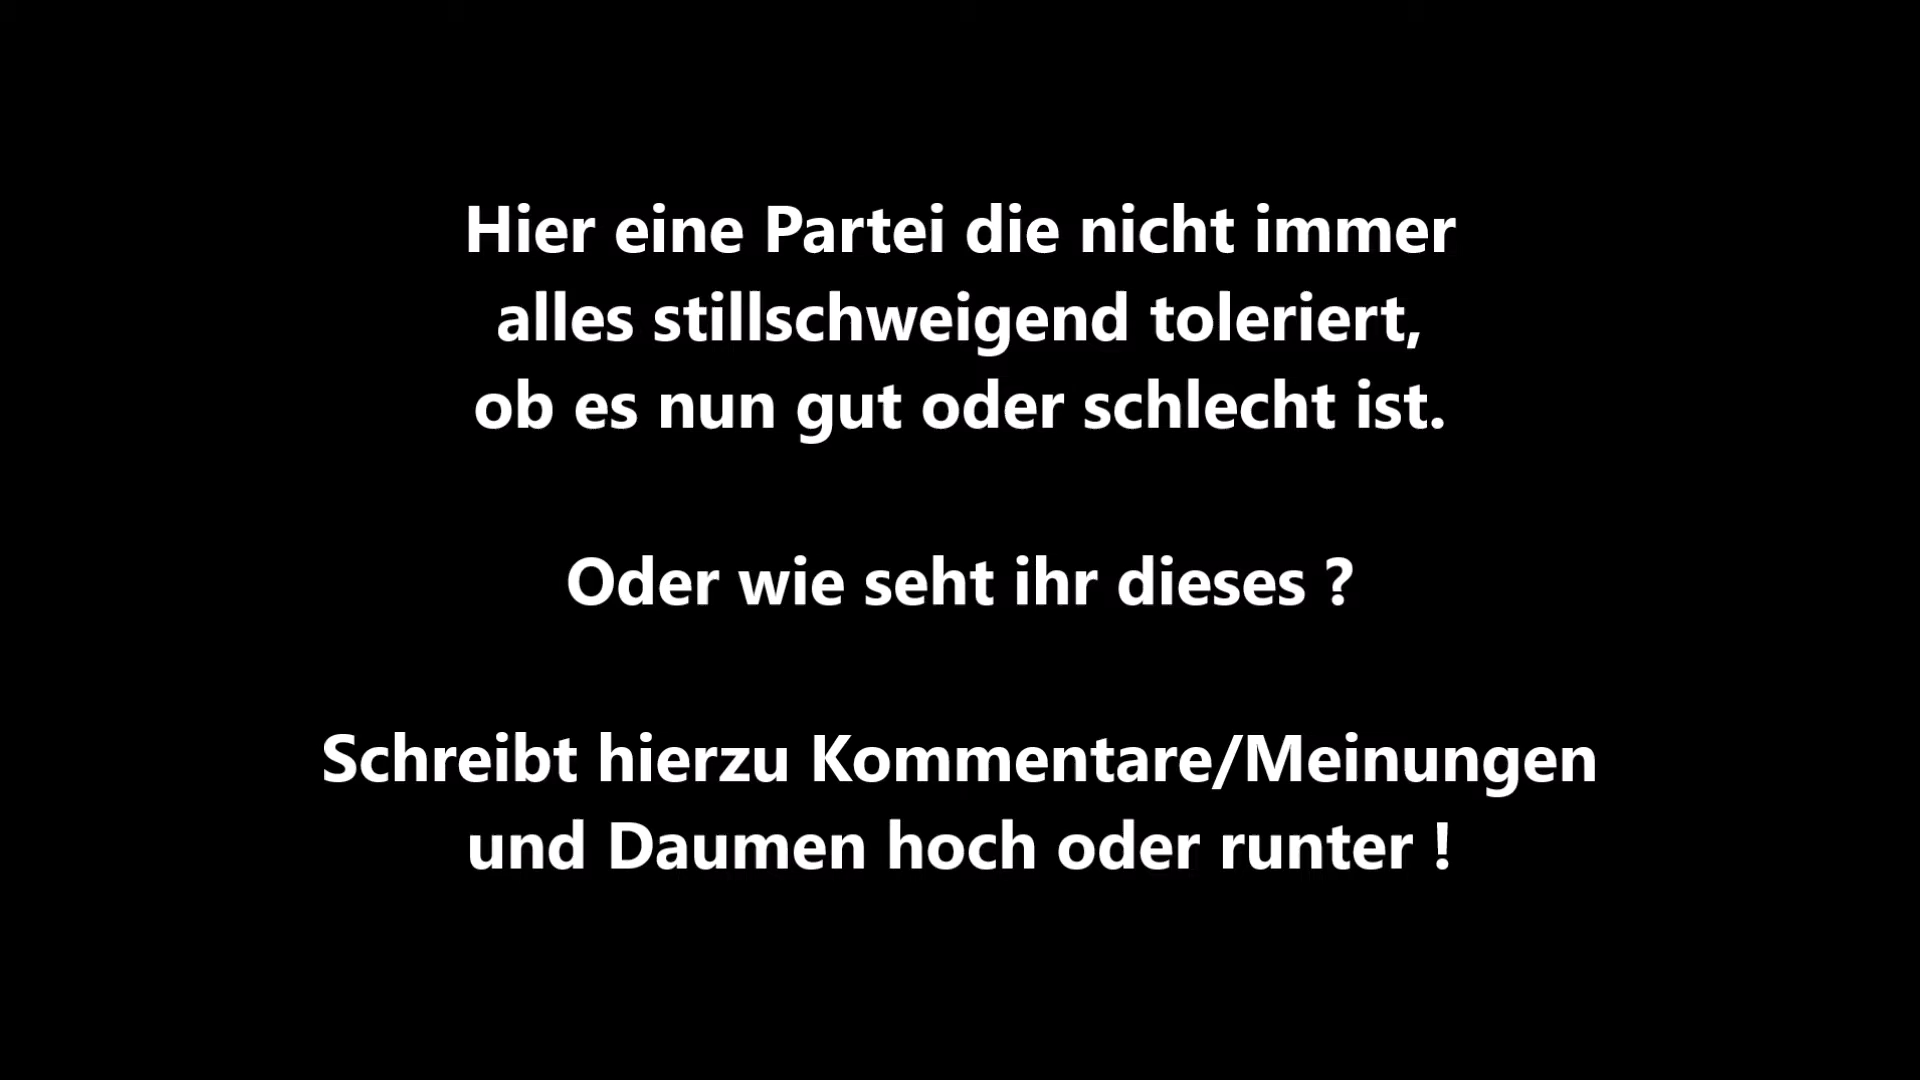 Hier eine Partei die nicht immer
alles stillschweigend toleriert,
ob es nun gut oder schlecht ist.
Oder wie seht ihr dieses ?
Schreibt hierzu Kommentare/Meinungen
und Daumen hoch oder runter !